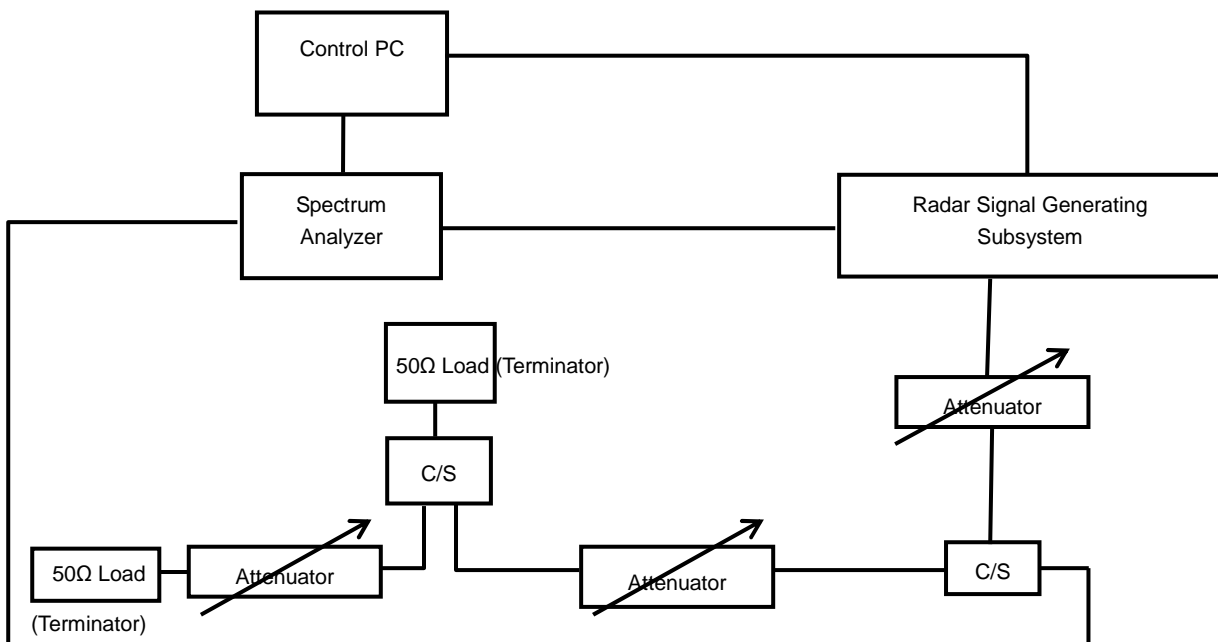 Control PC
Spectrum
Analyzer
Radar Signal Generating
Subsystem
50Ω Load (Terminator)
Attenuator
C/S
50Ω Load
(Terminator)
Attenuator
Attenuator
C/S